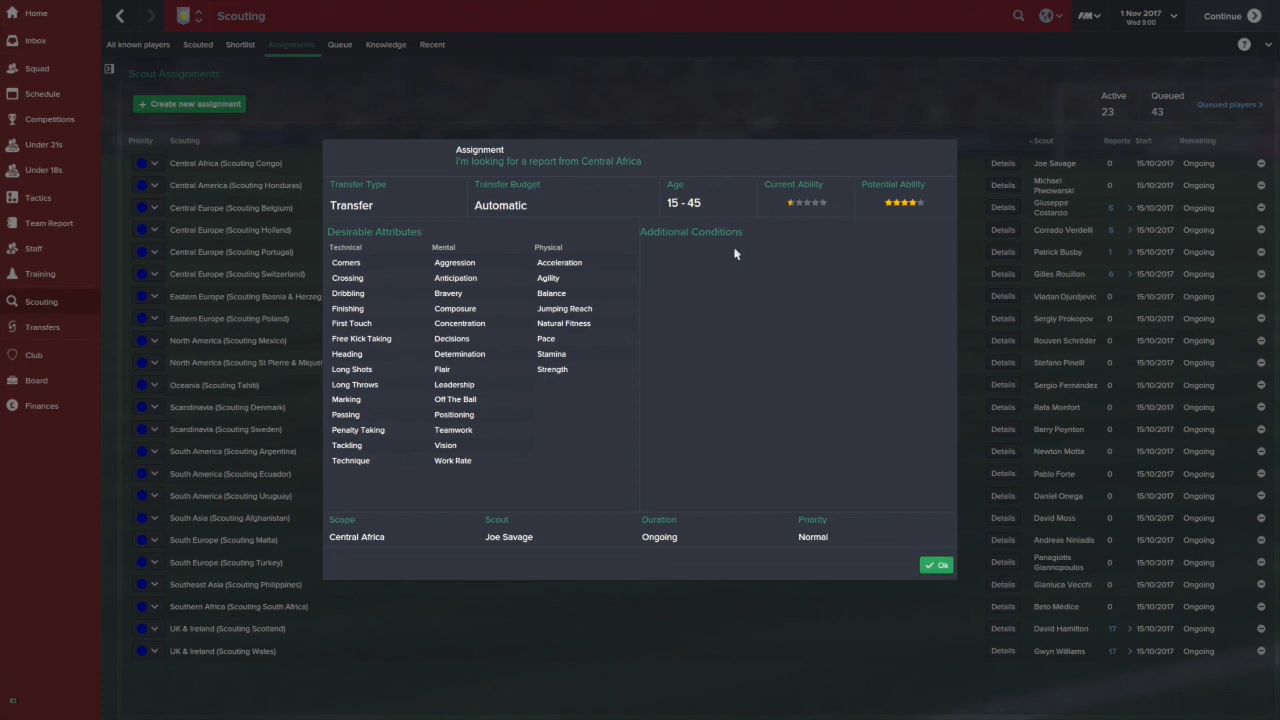 Home
Scouting
1 Nov 2017
Wed 9:00
FM
Continue
Inbox
Squad
Schedule
Competitions
Under 21s
Under 18s
Tactics
Team Report
Staff
Training
Scouting
Transfers
Club
Board
Finances
All known players Scouted Shortlist Assignments Queue Knowledge Recent
Scout Assignments
+ Create new assignment
Active Queued
23 43 Queued players >
Priority Scouting Scout Reports Start Remaining
Central Africa (Scouting Congo) Details Joe Savage 0 15/10/2017 Ongoing
Central America (Scouting Honduras) Details Michael Piwowarski 0 15/10/2017 Ongoing
Central Europe (Scouting Belgium) Details Giuseppe Costanzo 5 > 15/10/2017 Ongoing
Central Europe (Scouting Holland) Details Corrado Verdelli 15/10/2017 Ongoing
Central Europe (Scouting Portugal) Details Patrick Busby 1 > 15/10/2017 Ongoing
Central Europe (Scouting Switzerland) Details Gilles Rouillon 6 > 15/10/2017 Ongoing
Eastern Europe (Scouting Bosnia & Herzeg Details Vladan Djurdjevic 0 15/10/2017 Ongoing
Eastern Europe (Scouting Poland) Details Sergiy Prokopov 0 15/10/2017 Ongoing
North America (Scouting Mexico) Details Rouven Schröder 0 15/10/2017 Ongoing
North America (Scouting St Pierre & Miquel Details Stefano Pinelli 0 15/10/2017 Ongoing
Oceania (Scouting Tahiti) Details Sergio Fernández 0 15/10/2017 Ongoing
Scandinavia (Scouting Denmark) Details Rafa Monfort 0 15/10/2017 Ongoing
Scandinavia (Scouting Sweden) Details Barry Poynton 0 15/10/2017 Ongoing
South America (Scouting Argentina) Details Newton Motta 0 15/10/2017 Ongoing
South America (Scouting Ecuador) Details Pablo Forte 0 15/10/2017 Ongoing
South America (Scouting Uruguay) Details Daniel Onega 0 15/10/2017 Ongoing
South Asia (Scouting Afghanistan) Details David Moss 0 15/10/2017 Ongoing
South Europe (Scouting Malta) Details Andreas Niniadis 0 15/10/2017 Ongoing
South Europe (Scouting Turkey) Details Panagiotis Giannopoulos 0 15/10/2017 Ongoing
Southeast Asia (Scouting Philippines) Details Gianluca Vecchi 0 15/10/2017 Ongoing
Southern Africa (Scouting South Africa) Details Beto Médice 0 15/10/2017 Ongoing
UK & Ireland (Scouting Scotland) Details David Hamilton 17 > 15/10/2017 Ongoing
UK & Ireland (Scouting Wales) Details Gwyn Williams 17 > 15/10/2017 Ongoing
Assignment
I'm looking for a report from Central Africa
Transfer Type Transfer Budget Age Current Ability Potential Ability
Transfer Automatic 15 - 45
Desirable Attributes Additional Conditions
Technical Mental Physical
Corners Aggression Acceleration
Crossing Anticipation Agility
Dribbling Bravery Balance
Finishing Composure Jumping Reach
First Touch Concentration Natural Fitness
Free Kick Taking Decisions Pace
Heading Determination Stamina
Long Shots Flair Strength
Long Throws Leadership
Marking Off The Ball
Passing Positioning
Penalty Taking Teamwork
Tackling Vision
Technique Work Rate
Scope Scout Duration Priority
Central Africa Joe Savage Ongoing Normal
Ok